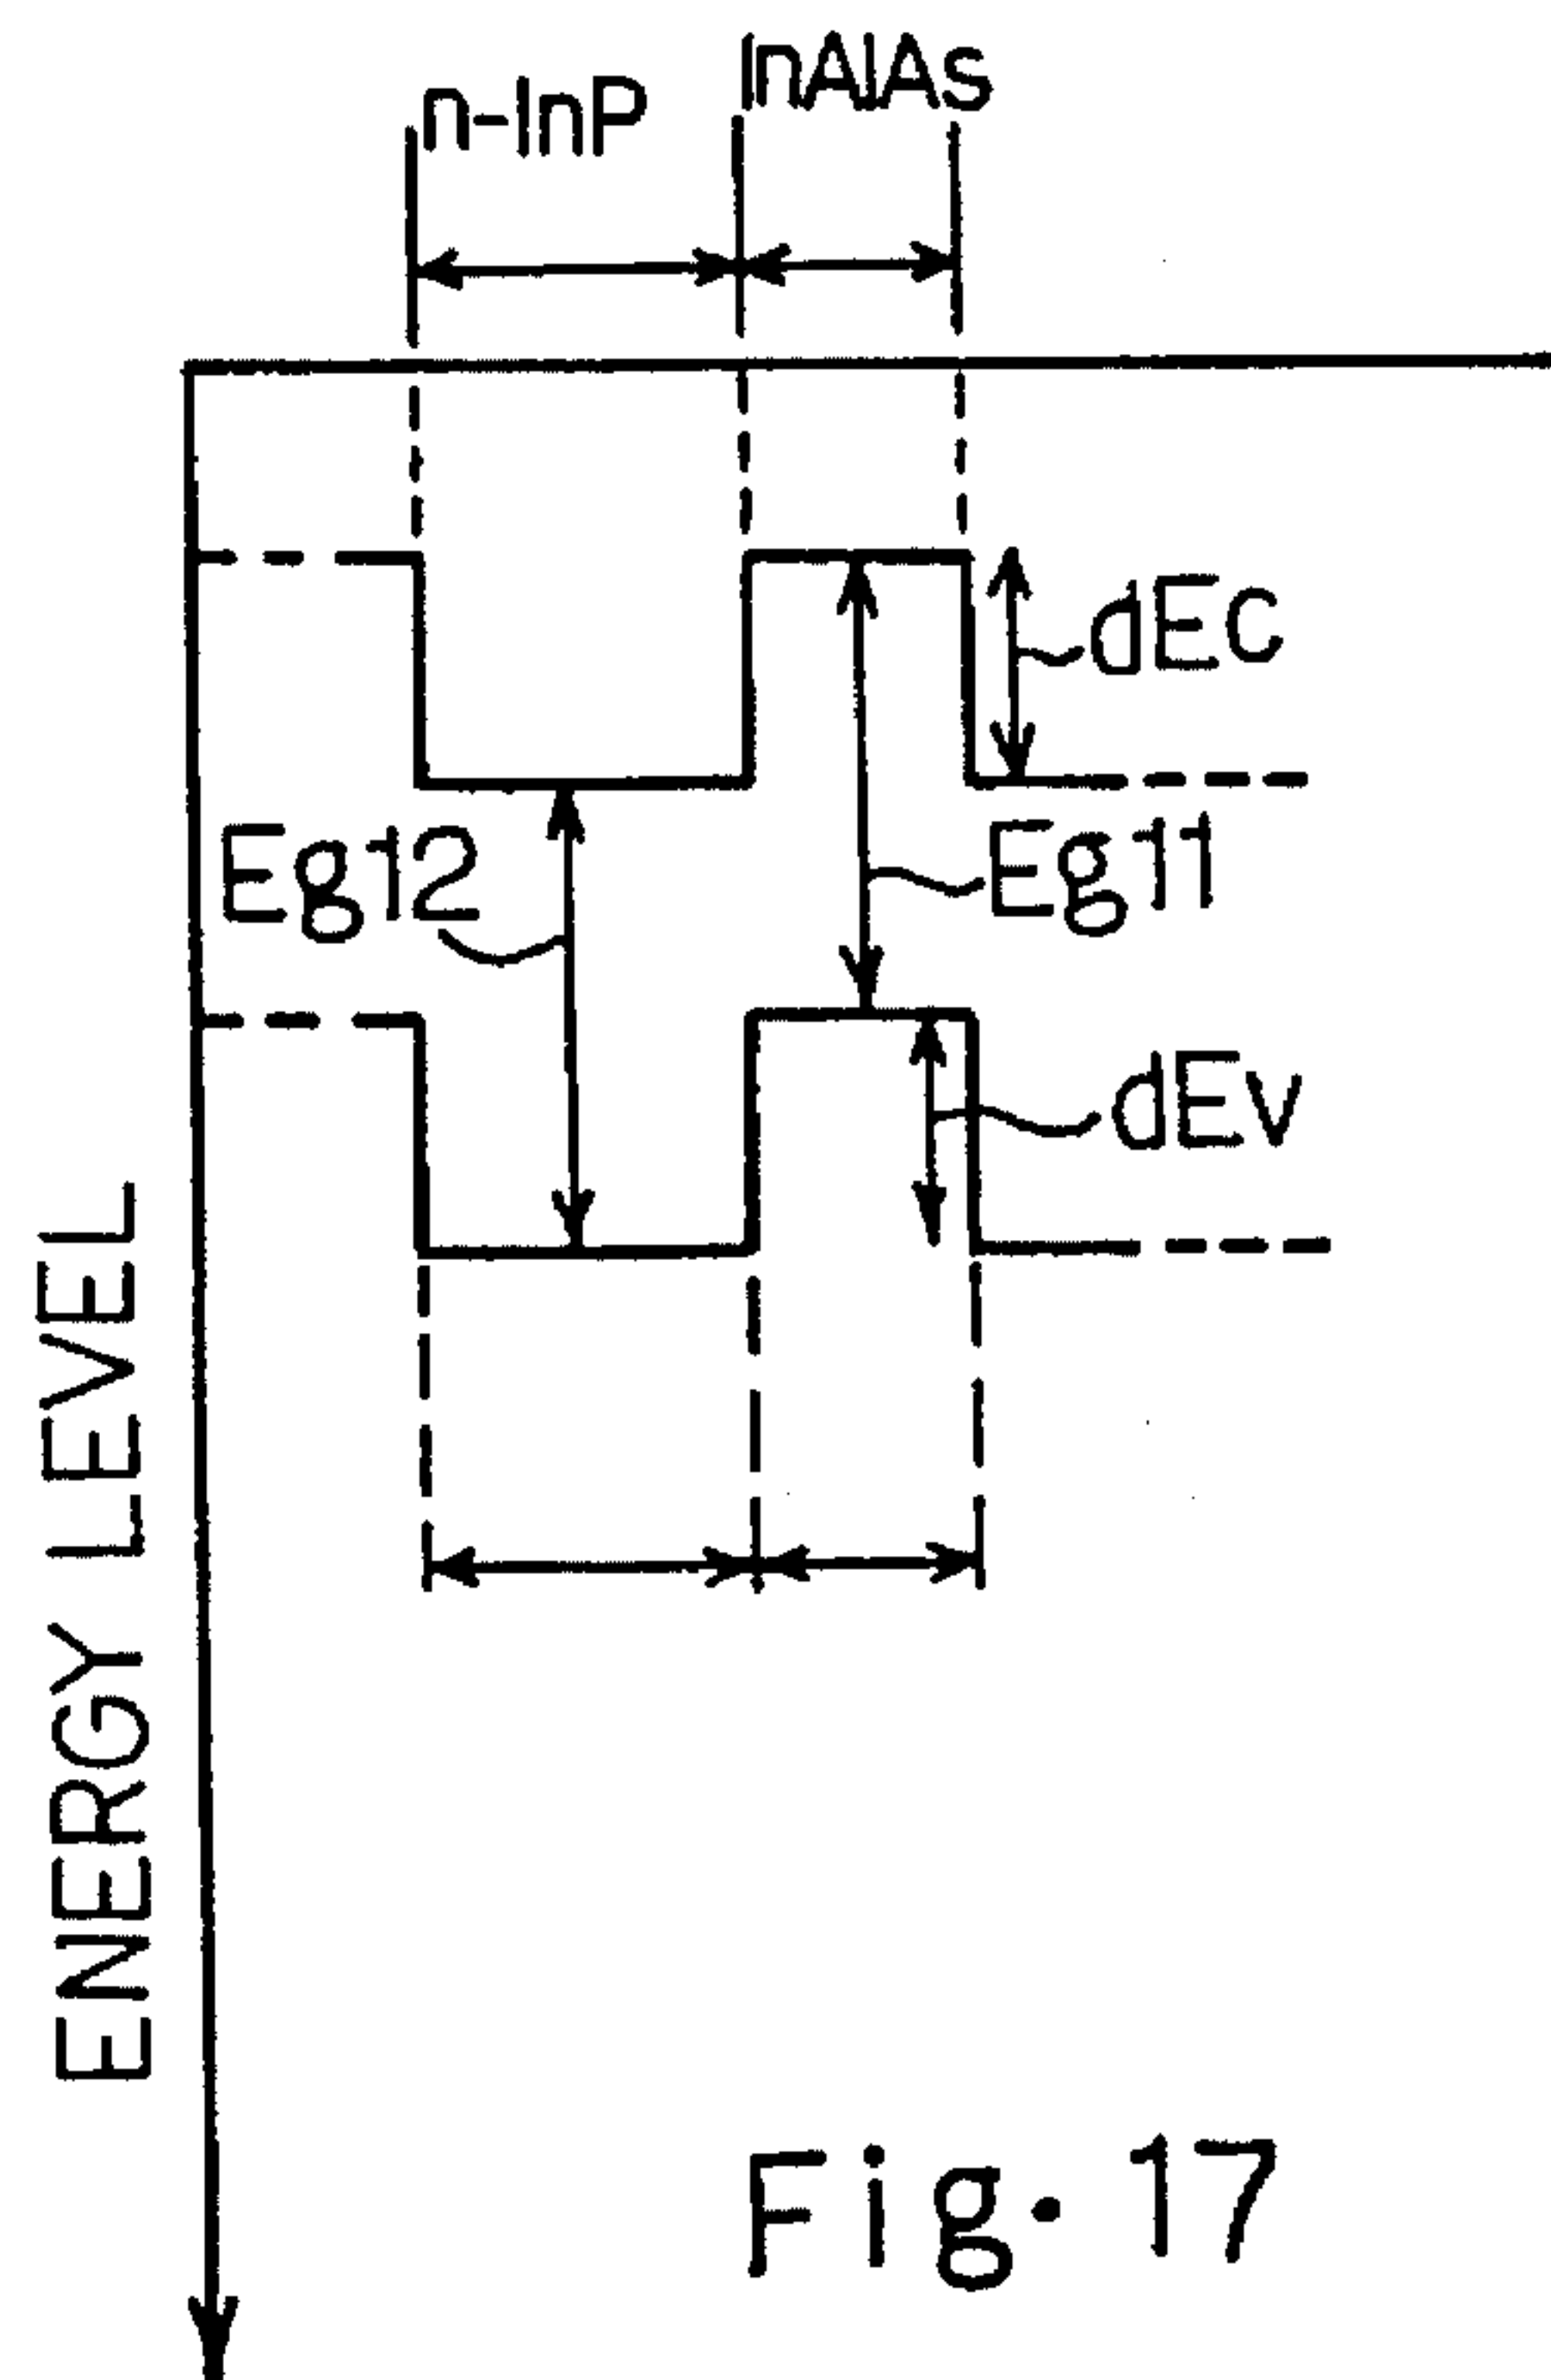 n-InP
InAlAs
dEC
Eg12
Eg11
dEV
ENERGY LEVEL
Fig. 17